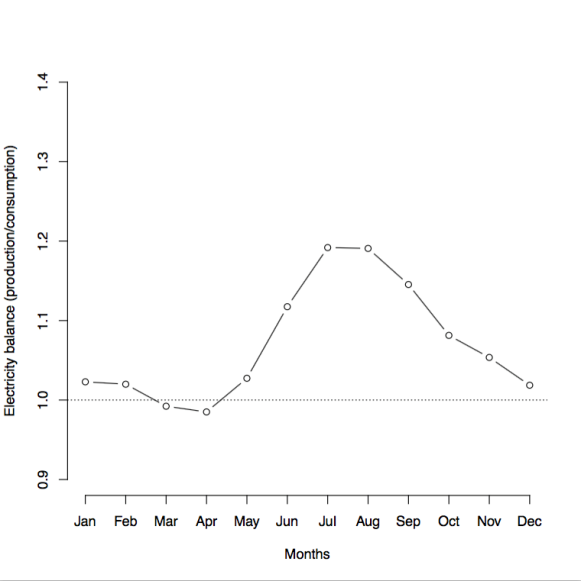 Electricity balance (production/consumption)
1.4
1.3
1.2
1.1
1.0
0.9
Jan Feb Mar Apr May Jun Jul Aug Sep Oct Nov Dec
Months